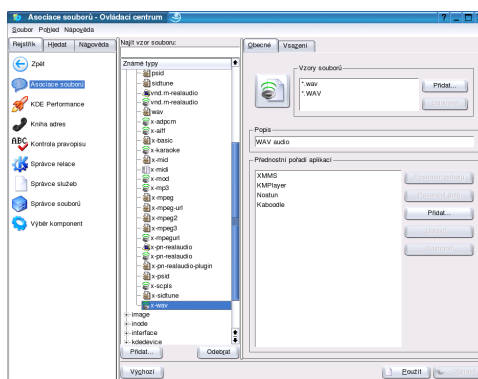 Asociace souborů - Ovládací centrum
Soubor Pohled Nápověda
Rejstřík Hledat Nápověda
Zpět
Asociace souborů
KDE Performance
Kniha adres
Kontrola pravopisu
Správce relace
Správce služeb
Správce souborů
Výběr komponent
Najít vzor souboru:
Známé typy
psid
sidtune
vnd.rn-realaudio
vnd.rn-realaudio
wav
x-adpcm
x-aiff
x-basic
x-karaoke
x-mid
x-midi
x-mod
x-mp3
x-mpeg
x-mpeg-url
x-mpeg2
x-mpeg3
x-mpegurl
x-pn-realaudio
x-pn-realaudio
x-pn-realaudio-plugin
x-psid
x-scpls
x-sidtune
x-wav
image
inode
interface
kdedevice
Přidat... Odebrat
Obecné Vsazení
Vzory souborů
*.wav
*.WAV
Přidat...
Popis
WAV audio
Přednostní pořadí aplikací
XMMS
KMPlayer
Noatun
Kaboodle
Přidat...
Výchozí
Použít